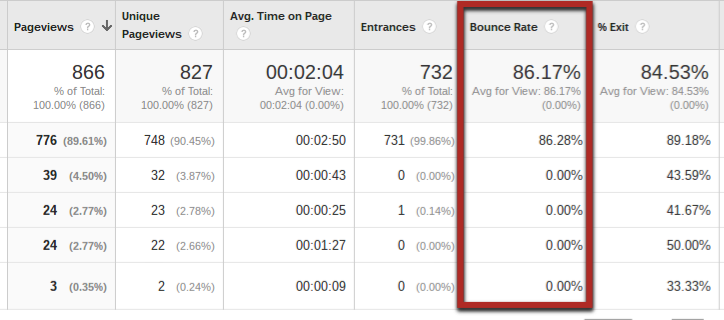 Pageviews ? Unique Pageviews ? Avg. Time on Page ? Entrances ? Bounce Rate ? % Exit ?
866 827 00:02:04 732 86.17% 84.53%
% of Total: % of Total: Avg for View: % of Total: Avg for View: 86.17% Avg for View: 84.53%
100.00% (866) 100.00% (827) 00:02:04 (0.00%) 100.00% (732) (0.00%) (0.00%)
776 (89.61%) 748 (90.45%) 00:02:50 731 (99.86%) 86.28% 89.18%
39 (4.50%) 32 (3.87%) 00:00:43 0 (0.00%) 0.00% 43.59%
24 (2.77%) 23 (2.78%) 00:00:25 1 (0.14%) 0.00% 41.67%
24 (2.77%) 22 (2.66%) 00:01:27 0 (0.00%) 0.00% 50.00%
3 (0.35%) 2 (0.24%) 00:00:09 0 (0.00%) 0.00% 33.33%